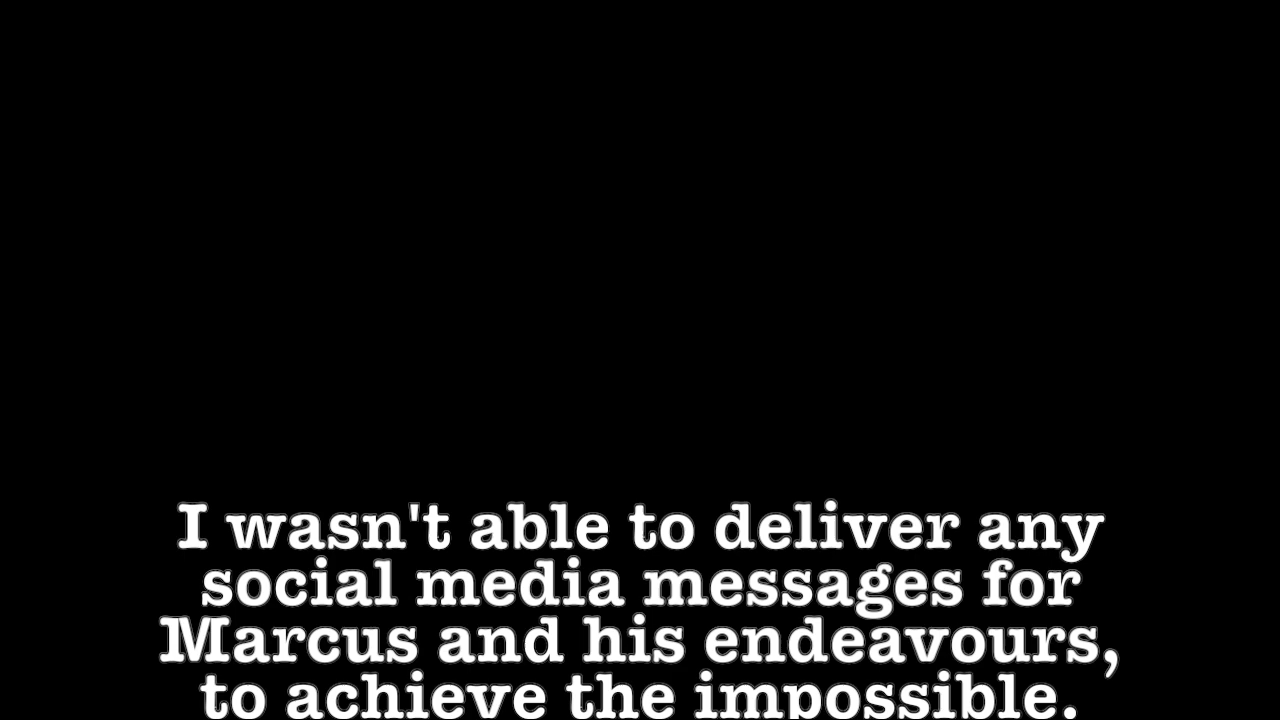 I wasn't able to deliver any
social media messages for
Marcus and his endeavours,
to achieve the impossible.